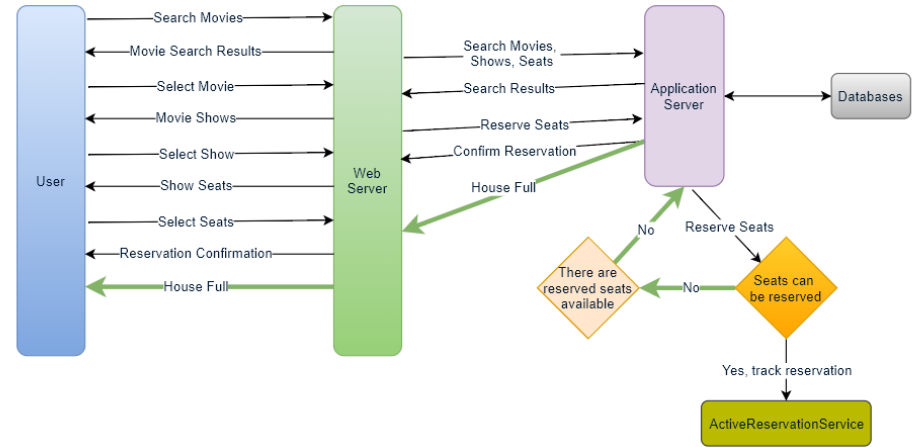 Search Movies
Movie Search Results
Select Movie
Movie Shows
Select Show
Show Seats
Select Seats
Reservation Confirmation
House Full
User
Web
Server
Search Movies,
Shows, Seats
Search Results
Reserve Seats
Confirm Reservation
House Full
Application
Server
Databases
No
Reserve Seats
There are
reserved seats
available
No
Seats can
be reserved
Yes, track reservation
ActiveReservationService